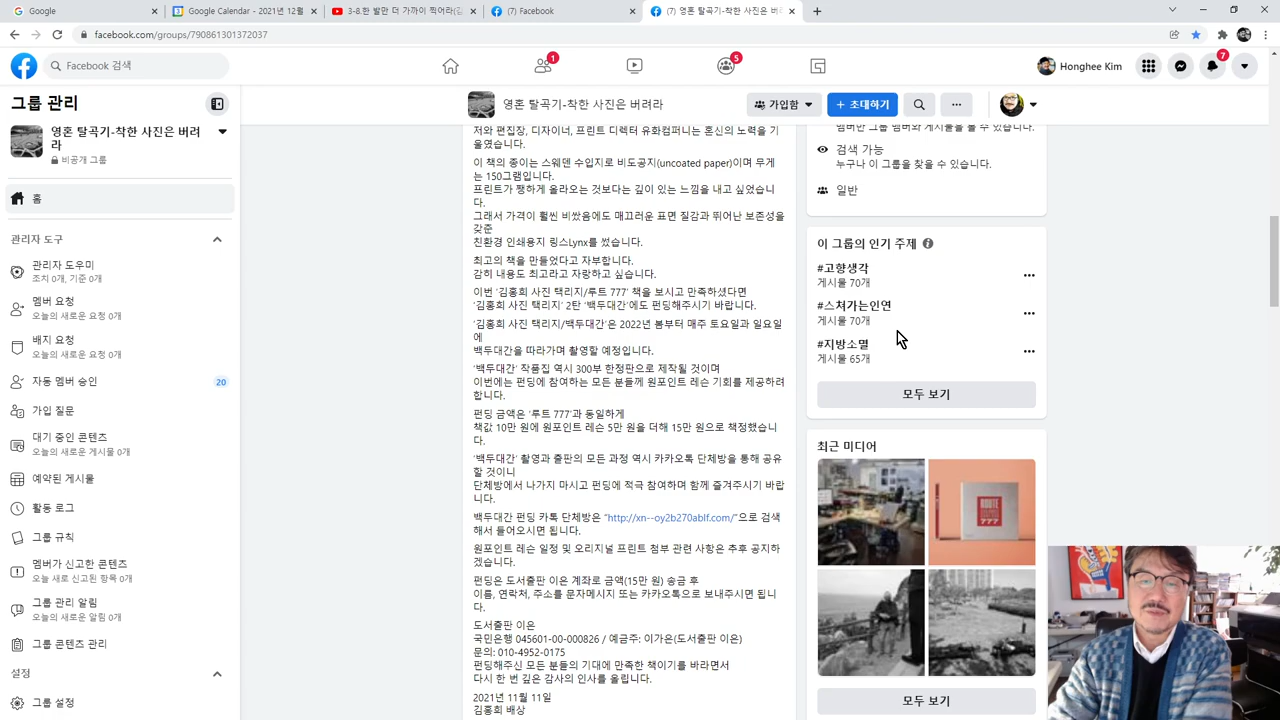 Google
Google Calendar - 2021년 12월
3-8.한 발만 더 가까이 찍어라(김
(7) Facebook
(7) 영혼 탈곡기-착한 사진은 버려
facebook.com/groups/790861301372037
Facebook 검색
1
5
Honghee Kim
7
그룹 관리
영혼 탈곡기-착한 사진은 버려
라
비공개 그룹
홈
관리자 도구
관리자 도우미
조치 0개, 기준 0개
멤버 요청
오늘의 새로운 요청 0개
배지 요청
오늘의 새로운 요청 0개
자동 멤버 승인
20
가입 질문
대기 중인 콘텐츠
오늘의 새로운 게시물 0개
예약된 게시물
활동 로그
그룹 규칙
멤버가 신고한 콘텐츠
오늘 새로 신고된 항목 0개
그룹 관리 알림
오늘의 새로운 알림 0개
그룹 콘텐츠 관리
설정
그룹 설정
영혼 탈곡기-착한 사진은 버려라
가입함
+ 초대하기
저와 편집장, 디자이너, 프린트 디렉터 유화컴퍼니는 혼신의 노력을 기
울였습니다.
이 책의 종이는 스웨덴 수입지로 비도공지(uncoated paper)이며 무게
는 150그램입니다.
프린트가 쨍하게 올라오는 것보다는 깊이 있는 느낌을 내고 싶었습니
다.
그래서 가격이 훨씬 비쌌음에도 매끄러운 표면 질감과 뛰어난 보존성을
갖준
친환경 인쇄용지 링스Lynx를 썼습니다.
최고의 책을 만들었다고 자부합니다.
감히 내용도 최고라고 자랑하고 싶습니다.
이번 '김홍희 사진 택리지/루트 777' 책을 보시고 만족하셨다면
'김홍희 사진 택리지' 2탄 '백두대간'에도 펀딩해주시기 바랍니다.
'김홍희 사진 택리지/백두대간'은 2022년 봄부터 매주 토요일과 일요일
에
백두대간을 따라가며 촬영할 예정입니다.
'백두대간' 작품집 역시 300부 한정판으로 제작될 것이며
이번에는 펀딩에 참여하는 모든 분들께 원포인트 레슨 기회를 제공하려
합니다.
펀딩 금액은 '루트 777'과 동일하게
책값 10만 원에 원포인트 레슨 5만 원을 더해 15만 원으로 책정했습니
다.
'백두대간' 촬영과 출판의 모든 과정 역시 카카오톡 단체방을 통해 공유
할 것이니
단체방에서 나가지 마시고 펀딩에 적극 참여하며 함께 즐겨주시기 바랍
니다.
백두대간 펀딩 카톡 단체방은 "http://xn--oy2b270ablf.com/"으로 검색
해서 들어오시면 됩니다.
원포인트 레슨 일정 및 오리지널 프린트 첨부 관련 사항은 추후 공지하
겠습니다.
펀딩은 도서출판 이은 계좌로 금액(15만 원) 송금 후
이름, 연락처, 주소를 문자메시지 또는 카카오톡으로 보내주시면 됩니
다.
도서출판 이은
국민은행 045601-00-000826 / 예금주: 이가은(도서출판 이은)
문의: 010-4952-0175
펀딩해주신 모든 분들의 기대에 만족한 책이기를 바라면서
다시 한 번 깊은 감사의 인사를 올립니다.
2021년 11월 11일
김홍희 배상
멤버만 그룹 멤버와 게시물을 볼 수 있습니다.
검색 가능
누구나 이 그룹을 찾을 수 있습니다.
일반
이 그룹의 인기 주제
#고향생각
게시물 70개
#스쳐가는인연
게시물 70개
#지방소멸
게시물 65개
모두 보기
최근 미디어
ROUTE
777
모두 보기